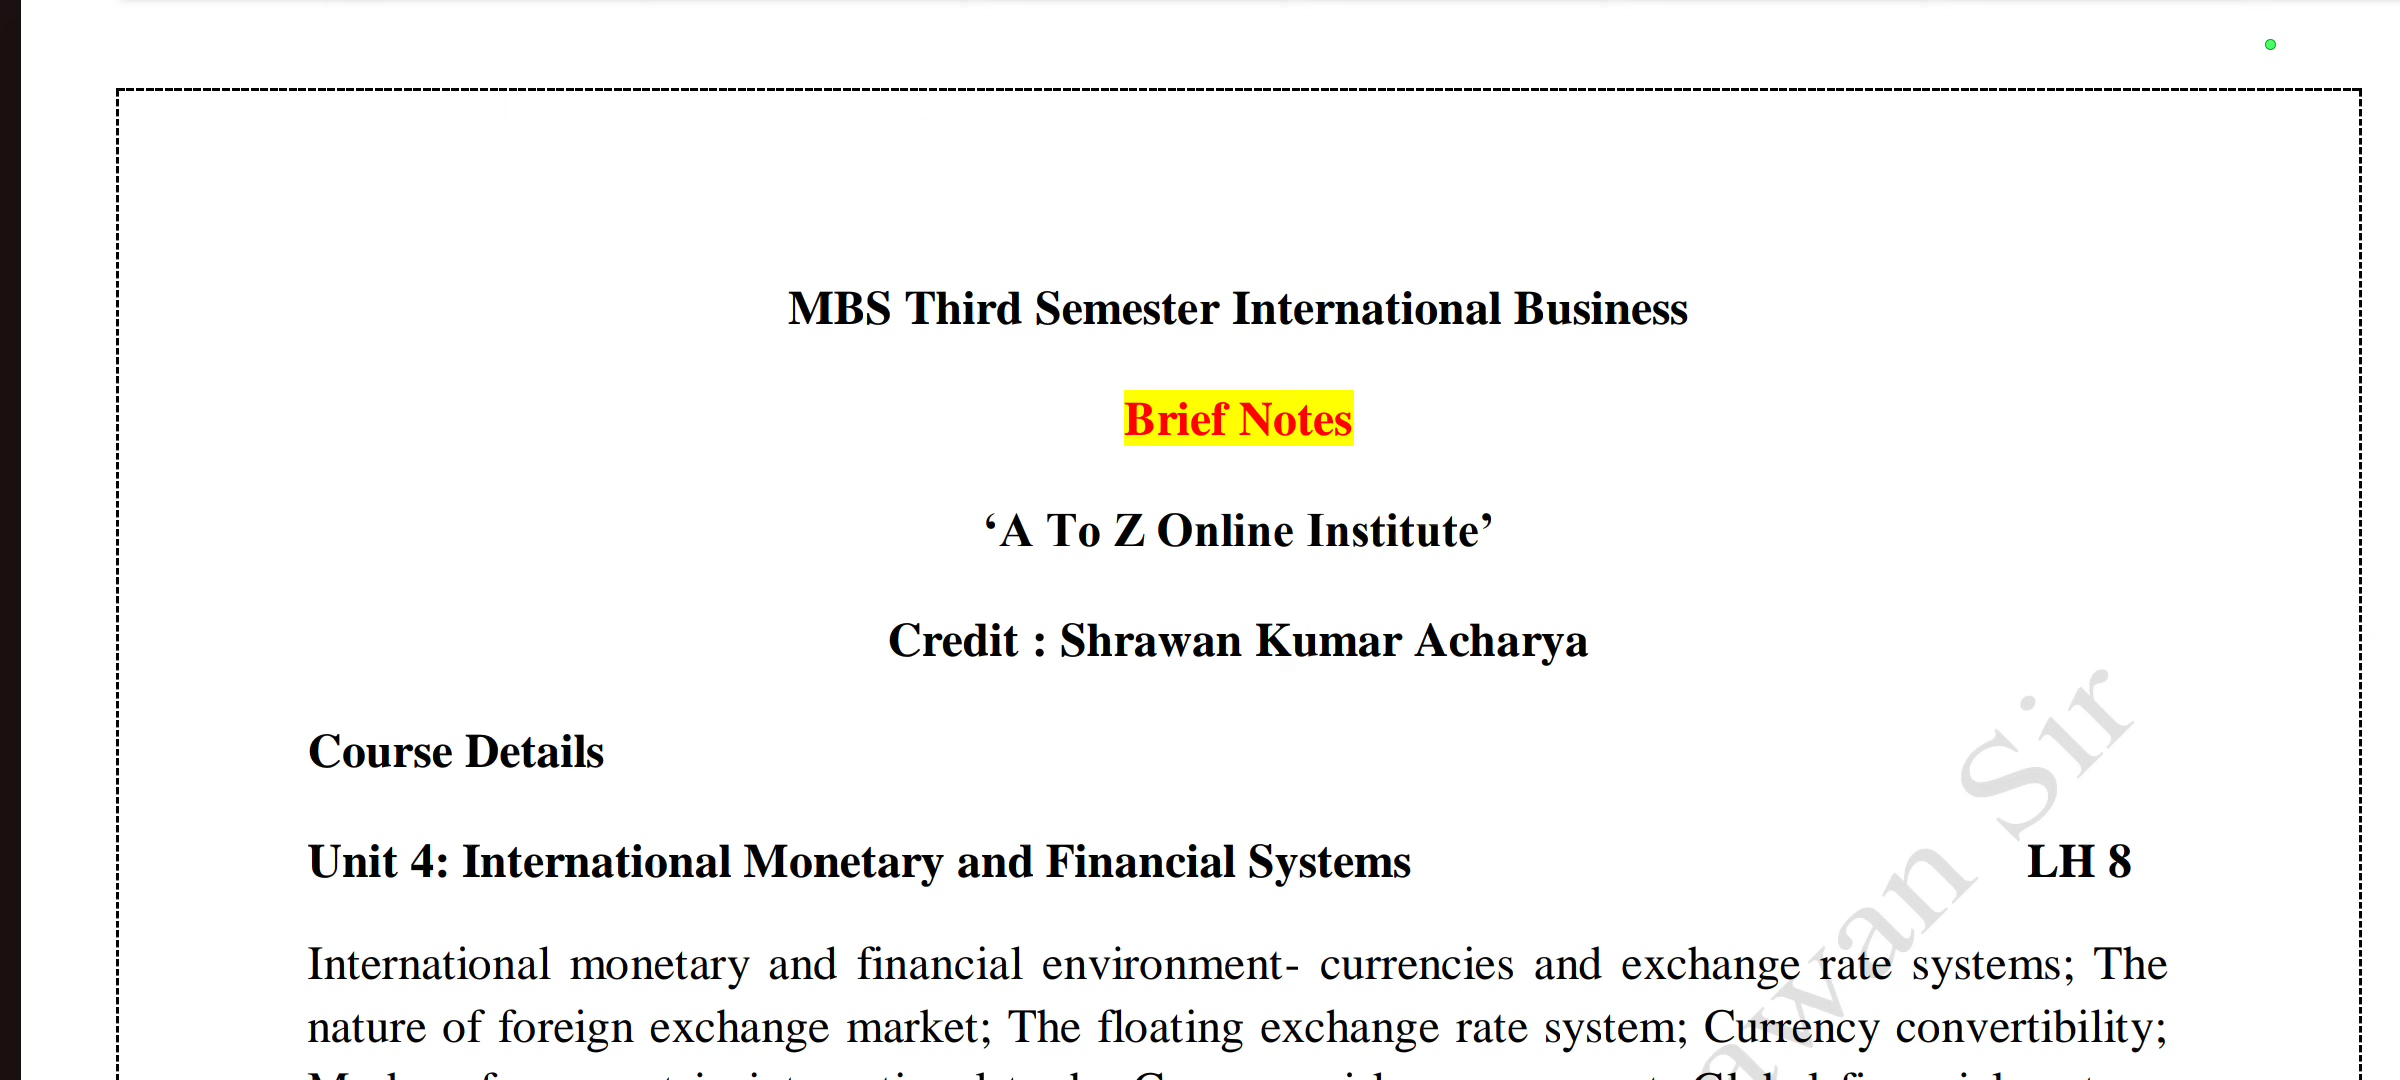 MBS Third Semester International Business
Brief Notes
‘A To Z Online Institute’
Credit : Shrawan Kumar Acharya
Course Details
Unit 4: International Monetary and Financial Systems LH 8
International monetary and financial environment- currencies and exchange rate systems; The
nature of foreign exchange market; The floating exchange rate system; Currency convertibility;
awan Sir